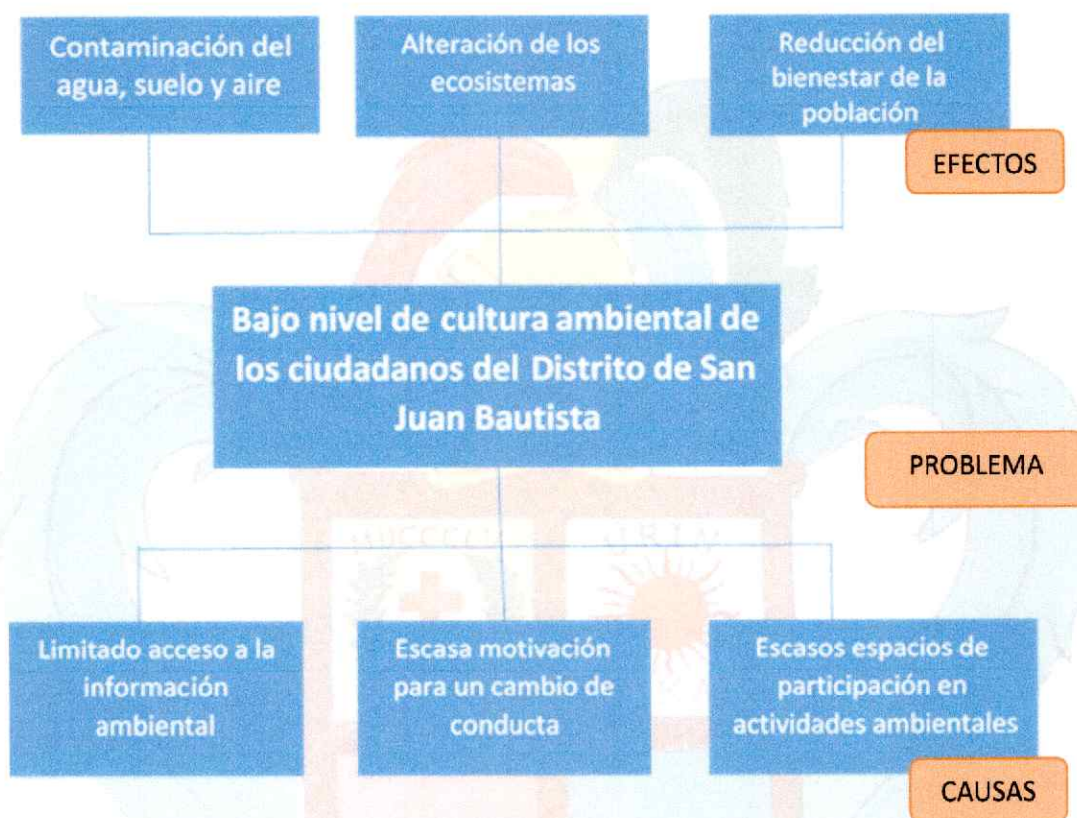 Contaminación del
agua, suelo y aire
Alteración de los
ecosistemas
Reducción del
bienestar de la
población
EFECTOS
Bajo nivel de cultura ambiental de
los ciudadanos del Distrito de San
Juan Bautista
PROBLEMA
Limitado acceso a la
información
ambiental
Escasa motivación
para un cambio de
conducta
Escasos espacios de
participación en
actividades ambientales
CAUSAS